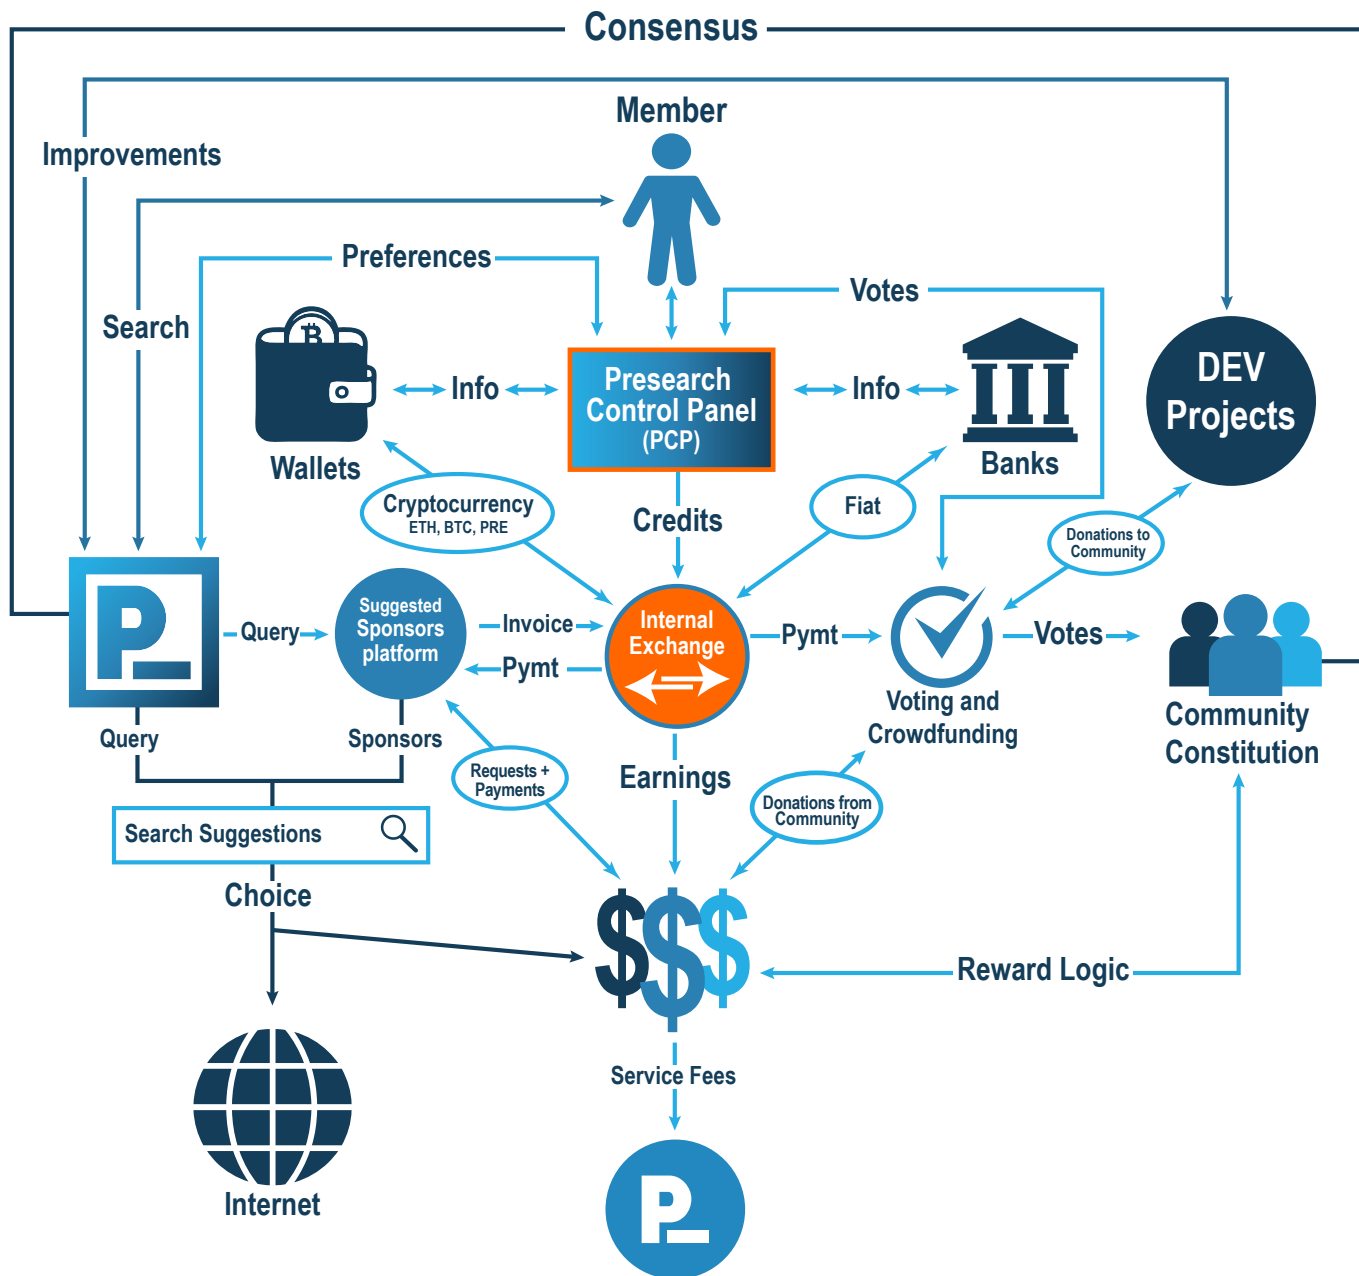 Consensus
Member
Improvements
Preferences
Votes
Search
B
Info
Presearch
Control Panel
(PCP)
Info
DEV
Projects
Wallets
Banks
Cryptocurrency
ETH, BTC, PRE
Credits
Fiat
Donations to
Community
P
Query
Suggested
Sponsors
platform
Invoice
Pymt
Internal
Exchange
Pymt
Votes
Query
Sponsors
Voting and
Crowdfunding
Community
Constitution
Requests +
Payments
Earnings
Donations from
Community
Search Suggestions
Choice
$$$
Reward Logic
Service Fees
Internet
P